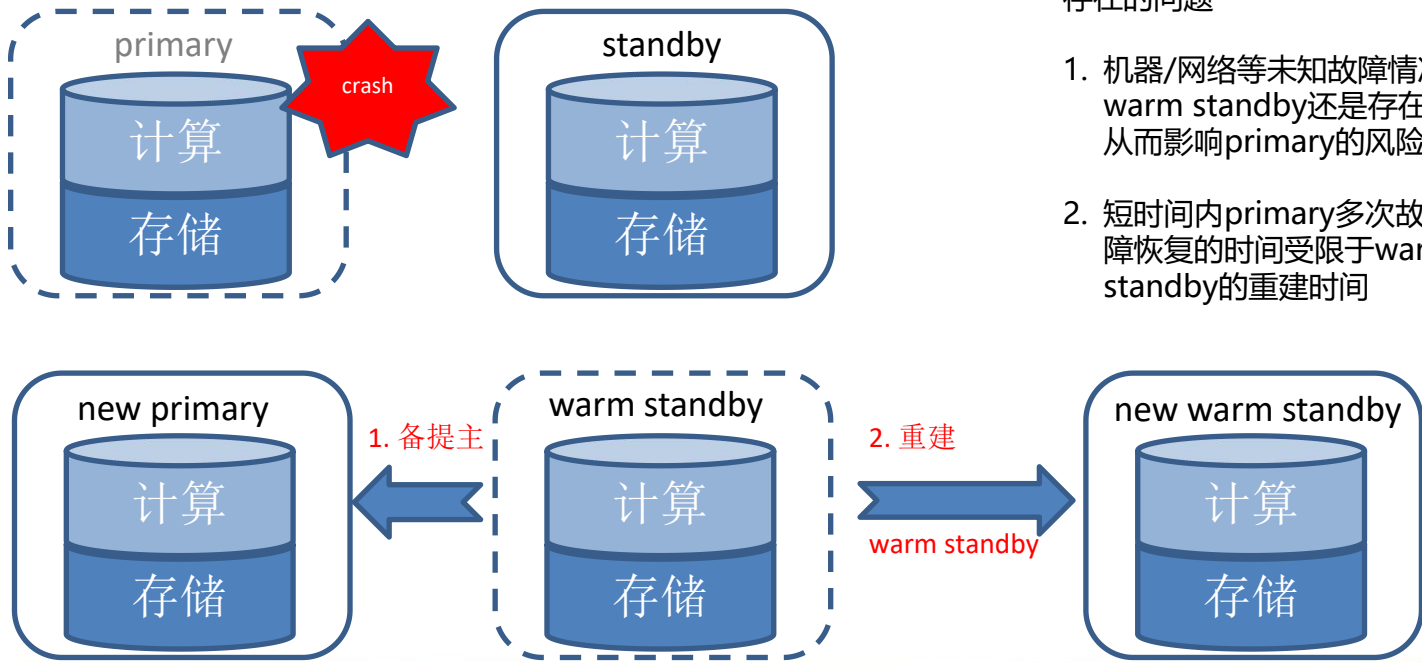 primary
crash
计算
存储
standby
计算
存储
1. 机器/网络等未知故障情
warm standby还是存在
从而影响primary的风险
2. 短时间内primary多次故
障恢复的时间受限于war
standby的重建时间
new primary
计算
存储
1. 备提主
warm standby
计算
存储
2. 重建
warm standby
new warm standby
计算
存储